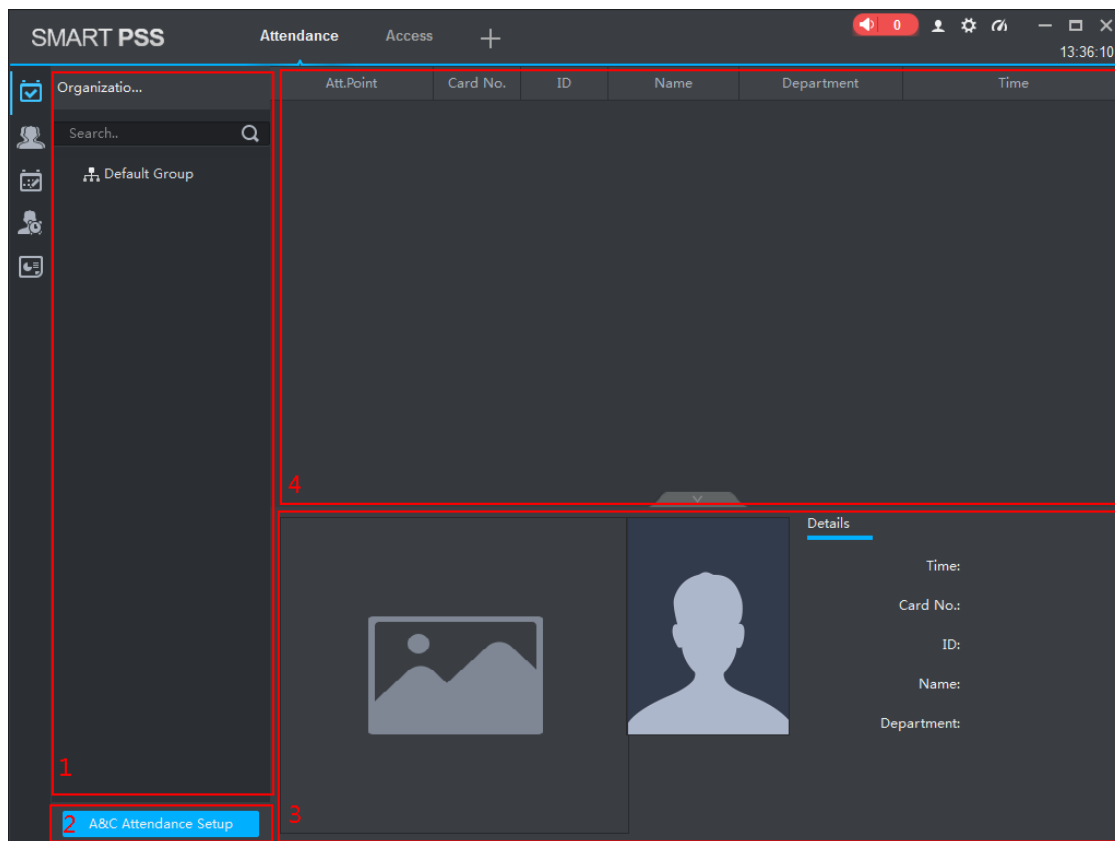 SMART PSS
Attendance
Access
0
13:36:10
Organizatio...
Search..
Default Group
1
2
A&C Attendance Setup
Att.Point Card No. ID Name Department Time
4
3
Details
Time:
Card No.:
ID:
Name:
Department: